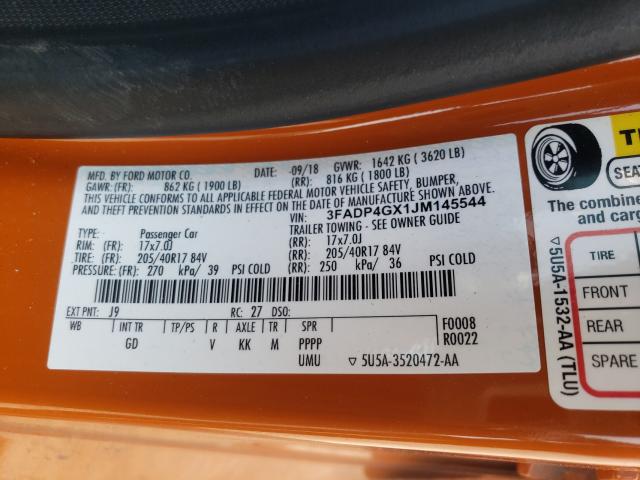 MFD. BY FORD MOTOR CO. DATE: -09/18 GVWR: 1642 KG ( 3620 LB)
GAWR: (FR): 862 KG ( 1900 LB) (RR): 816 KG ( 1800 LB)
THIS VEHICLE CONFORMS TO ALL APPLICABLE FEDERAL MOTOR VEHICLE SAFETY, BUMPER,
AND THEFT PREVENTION STANDARDS IN EFFECT ON THE DATE OF MANUFACTURE SHOWN ABOVE
VIN: 3FADP4GX1JM145544
TYPE: Passenger Car TRAILER TOWING - SEE OWNER GUIDE
RIM: (FR): 17x7.0J (RR): 17x7.0J
TIRE: (FR): 205/40R17 84V (RR): 205/40R17 84V
PRESSURE: (FR): 270 kPa/ 39 PSI COLD (RR): 250 kPa/ 36 PSI COLD
EXT PNT: J9 RC: 27 DSO:
WB INT TR TP/PS R AXLE TR SPR F0008
GD V KK M PPPP R0022
UMU ▽ 5U5A-3520472-AA
SEA
The combine
and carg
TIRE
FRONT
REAR
SPARE
▽ 5U5A-1532-AA (TLU)